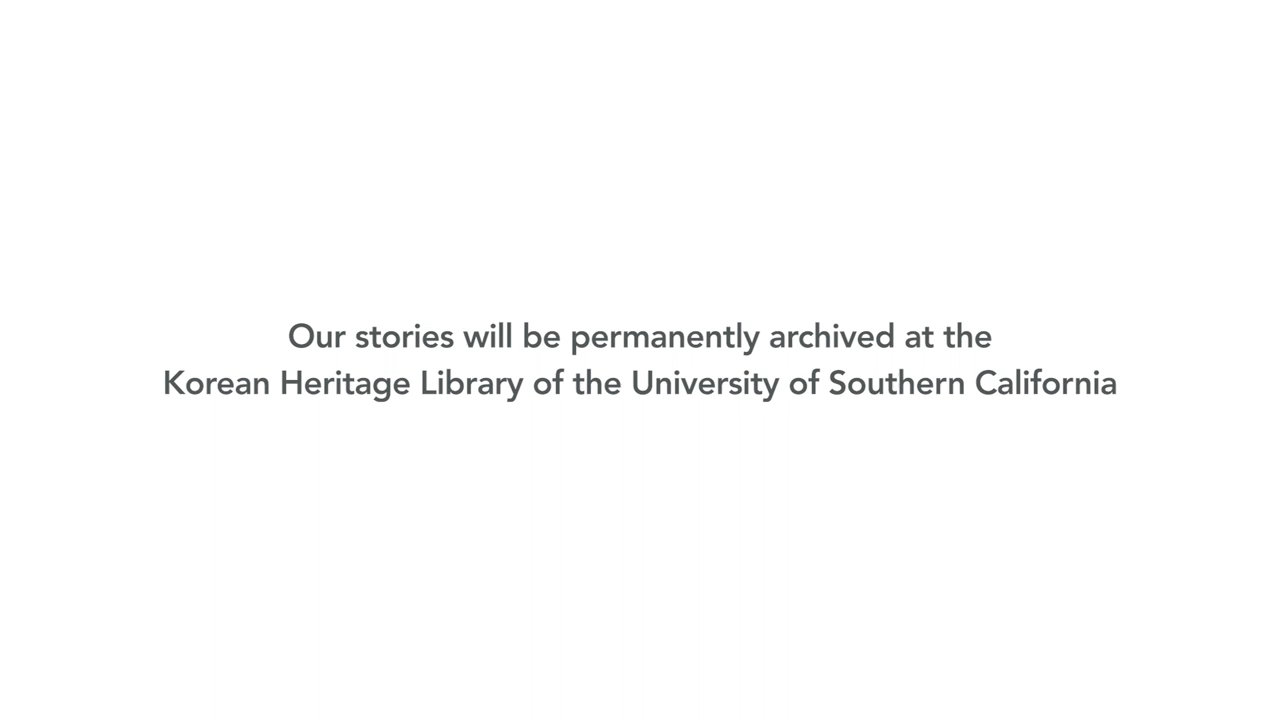 Our stories will be permanently archived at the
Korean Heritage Library of the University of Southern California